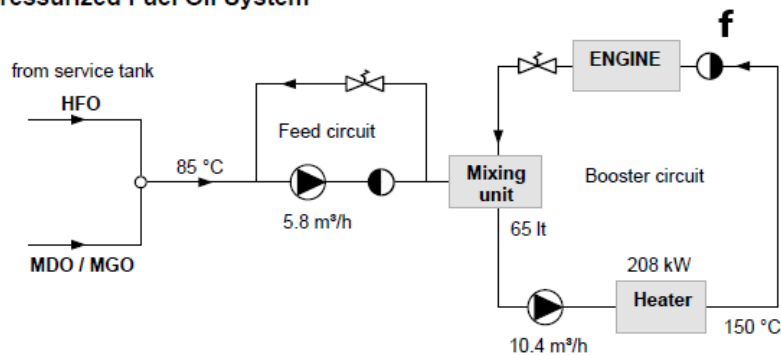 ressurized Fuel Oil System
f
ENGINE
from service tank
HFO
Feed circuit
85 °C
Mixing
unit
Booster circuit
5.8 m³/h
65 lt
MDO / MGO
208 kW
Heater
150 °C
10.4 m³/h